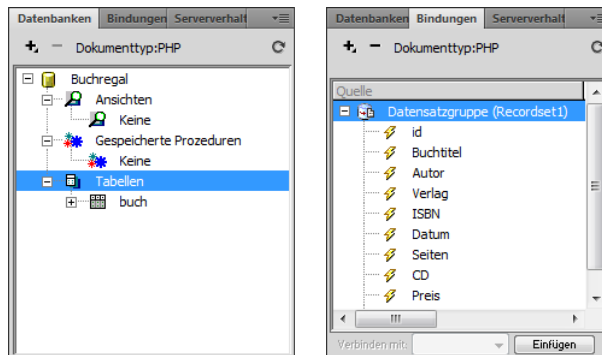 Datenbanken Bindungen Serververhalt
Dokumenttyp:PHP
Buchregal
Ansichten
Keine
Gespeicherte Prozeduren
Keine
Tabellen
buch
Datenbanken Bindungen Serververhalt
Dokumenttyp:PHP
Quelle
Datensatzgruppe (Recordset1)
id
Buchtitel
Autor
Verlag
ISBN
Datum
Seiten
CD
Preis
Verbinden mit:
Einfügen